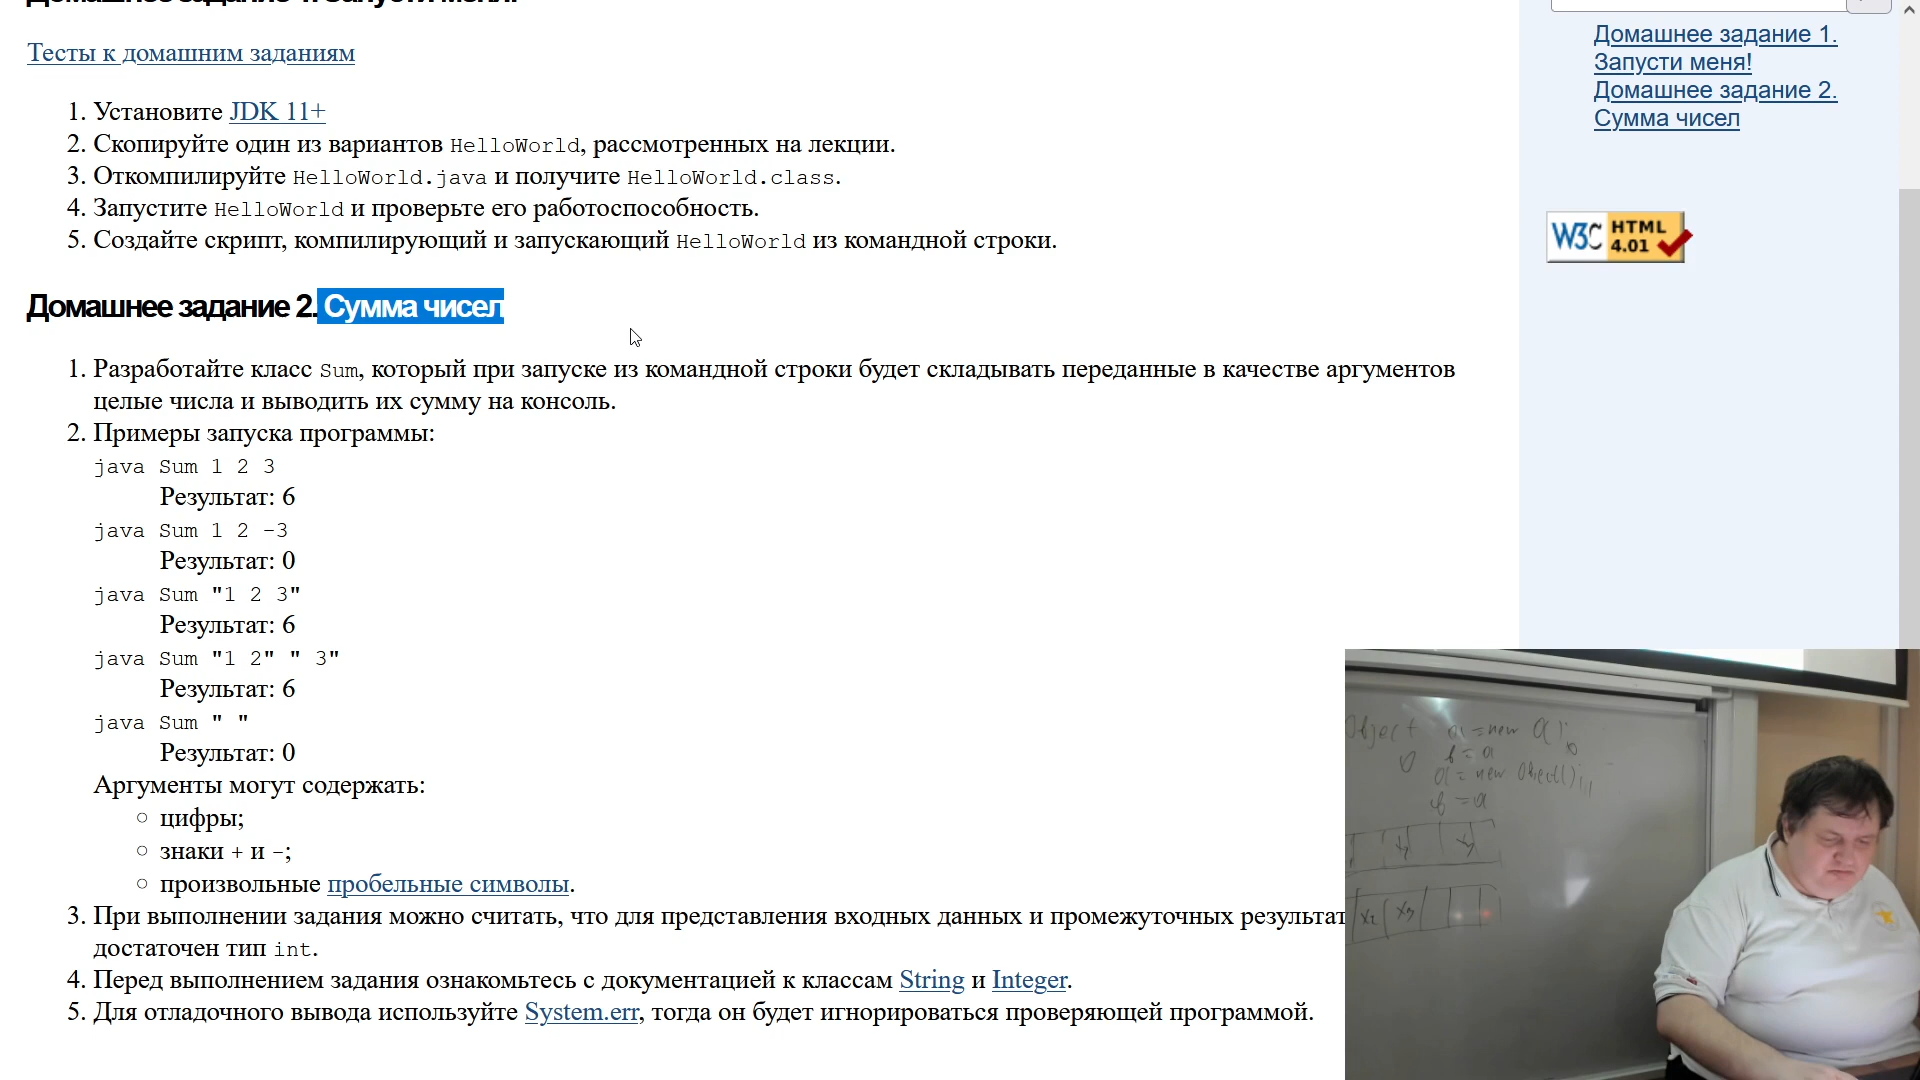 Тесты к домашним заданиям
1. Установите JDK 11+
2. Скопируйте один из вариантов HelloWorld, рассмотренных на лекции.
3. Откомпилируйте HelloWorld.java и получите HelloWorld.class.
4. Запустите HelloWorld и проверьте его работоспособность.
5. Создайте скрипт, компилирующий и запускающий HelloWorld из командной строки.
Домашнее задание 2. Сумма чисел
1. Разработайте класс Sum, который при запуске из командной строки будет складывать переданные в качестве аргументов
целые числа и выводить их сумму на консоль.
2. Примеры запуска программы:
java Sum 1 2 3
Результат: 6
java Sum 1 2 -3
Результат: 0
java Sum "1 2 3"
Результат: 6
java Sum "1 2" " 3"
Результат: 6
java Sum " "
Результат: 0
Аргументы могут содержать:
цифры;
знаки + и -;
произвольные пробельные символы.
3. При выполнении задания можно считать, что для представления входных данных и промежуточных результат
достаточен тип int.
4. Перед выполнением задания ознакомьтесь с документацией к классам String и Integer.
5. Для отладочного вывода используйте System.err, тогда он будет игнорироваться проверяющей программой.
Домашнее задание 1.
Запусти меня!
Домашнее задание 2.
Сумма чисел
W3C HTML
4.01
a = new Object();
b = a